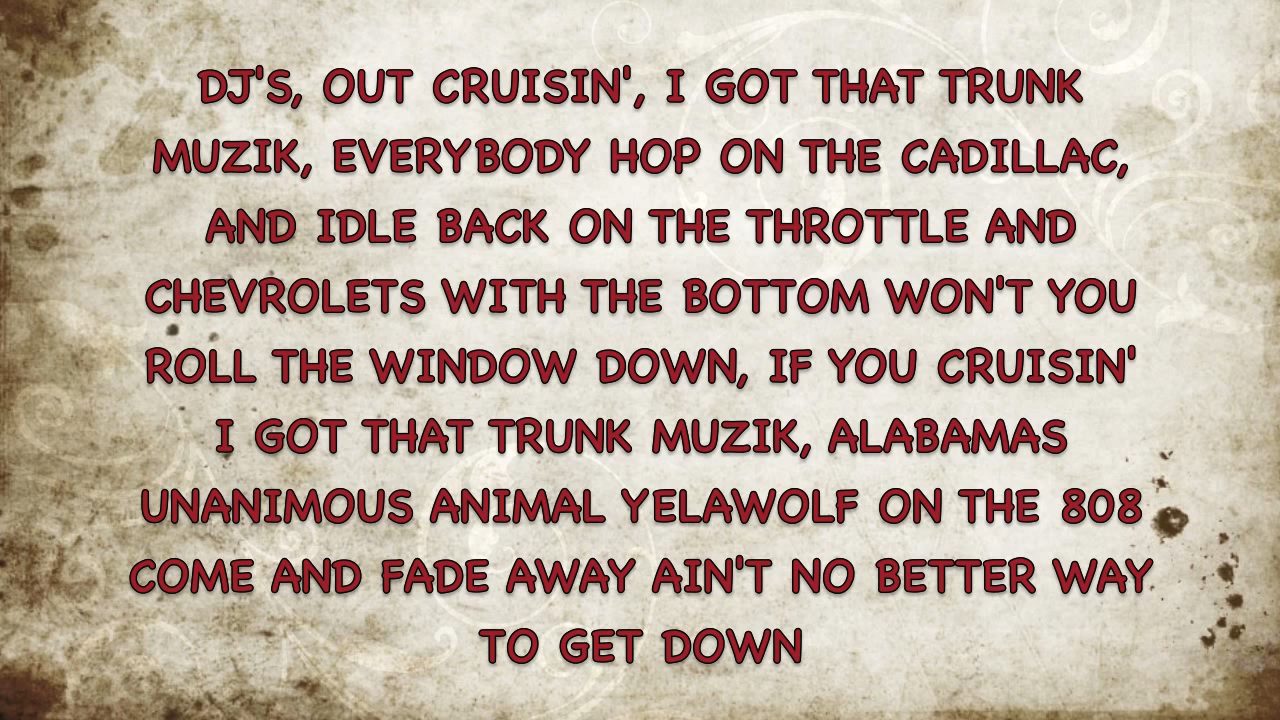 DJ'S, OUT CRUISIN', I GOT THAT TRUNK
MUZIK, EVERYBODY HOP ON THE CADILLAC,
AND IDLE BACK ON THE THROTTLE AND
CHEVROLETS WITH THE BOTTOM WON'T YOU
ROLL THE WINDOW DOWN, IF YOU CRUISIN'
I GOT THAT TRUNK MUZIK, ALABAMAS
UNANIMOUS ANIMAL YELAWOLF ON THE 808
COME AND FADE AWAY AIN'T NO BETTER WAY
TO GET DOWN